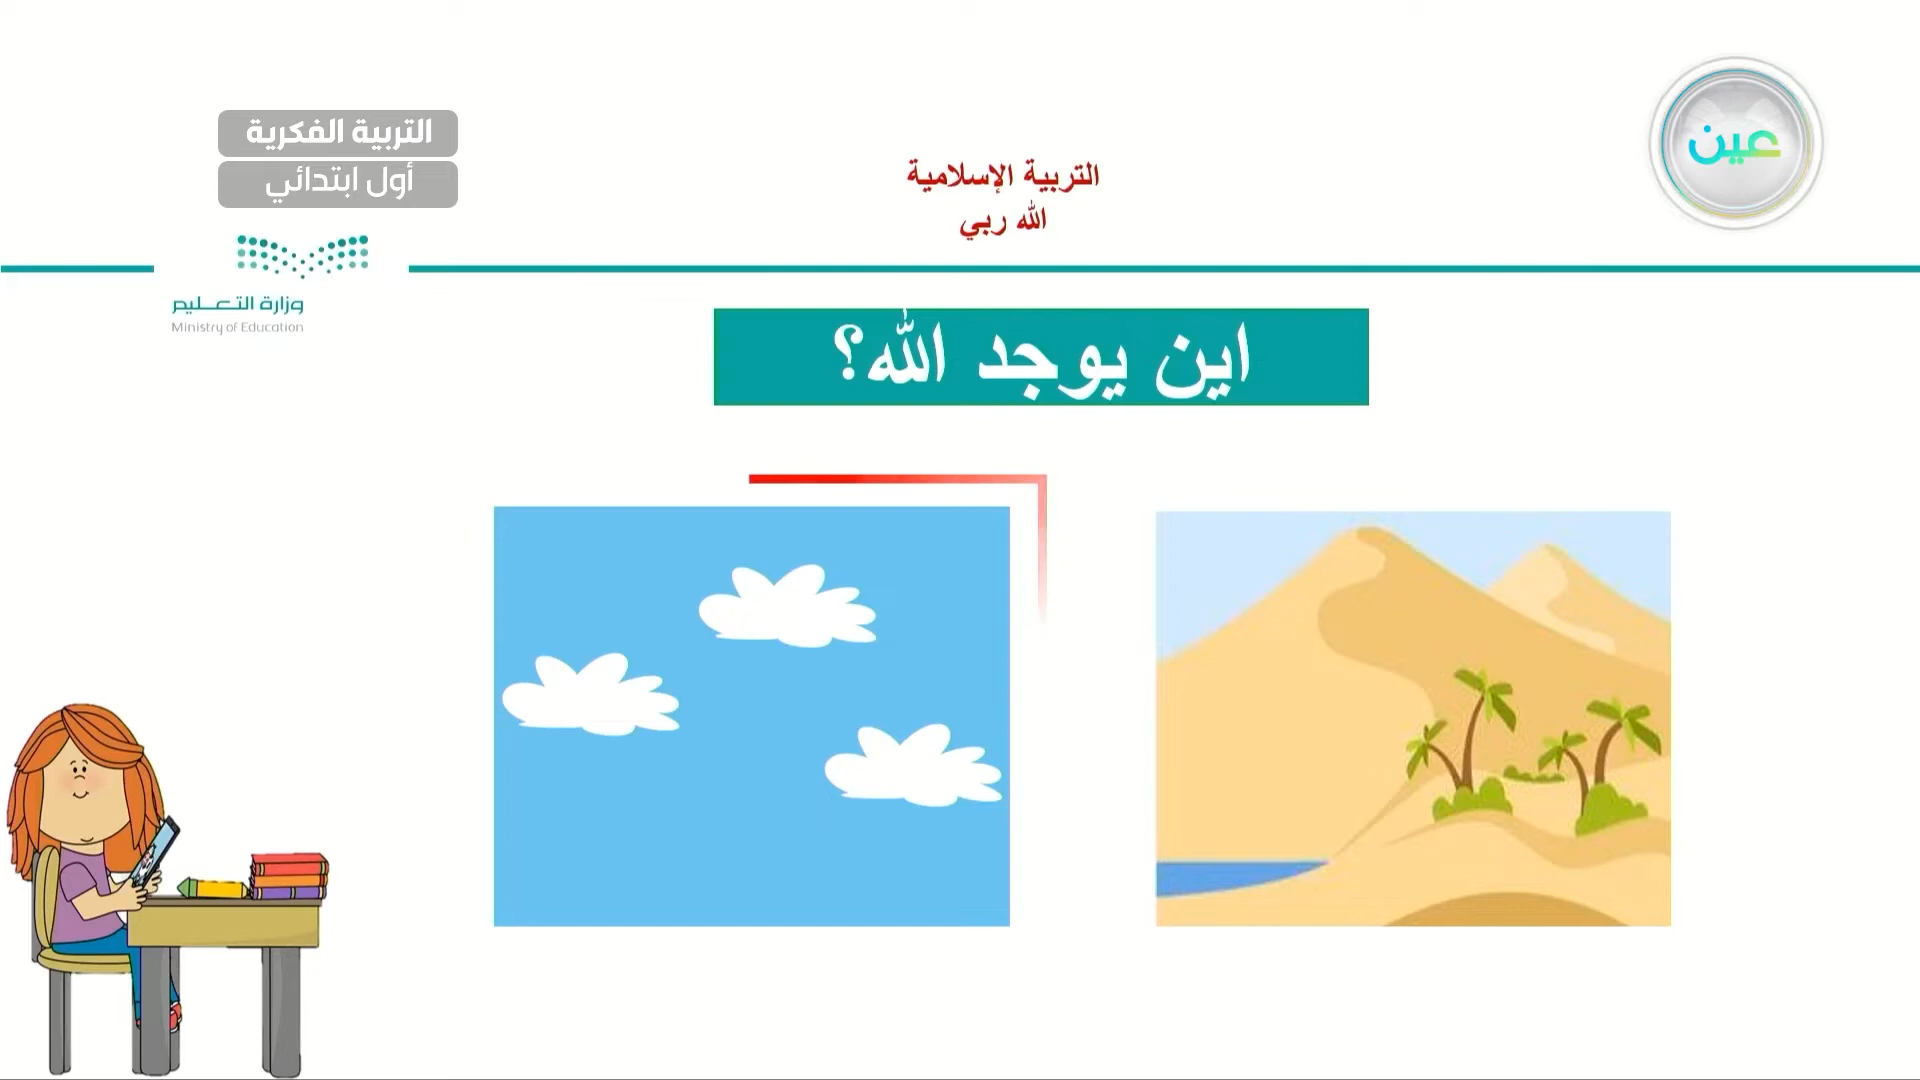 التربية الفكرية
أول ابتدائي
عين
التربية الإسلامية
الله ربي
وزارة التعليم
Ministry of Education
اين يوجد الله؟